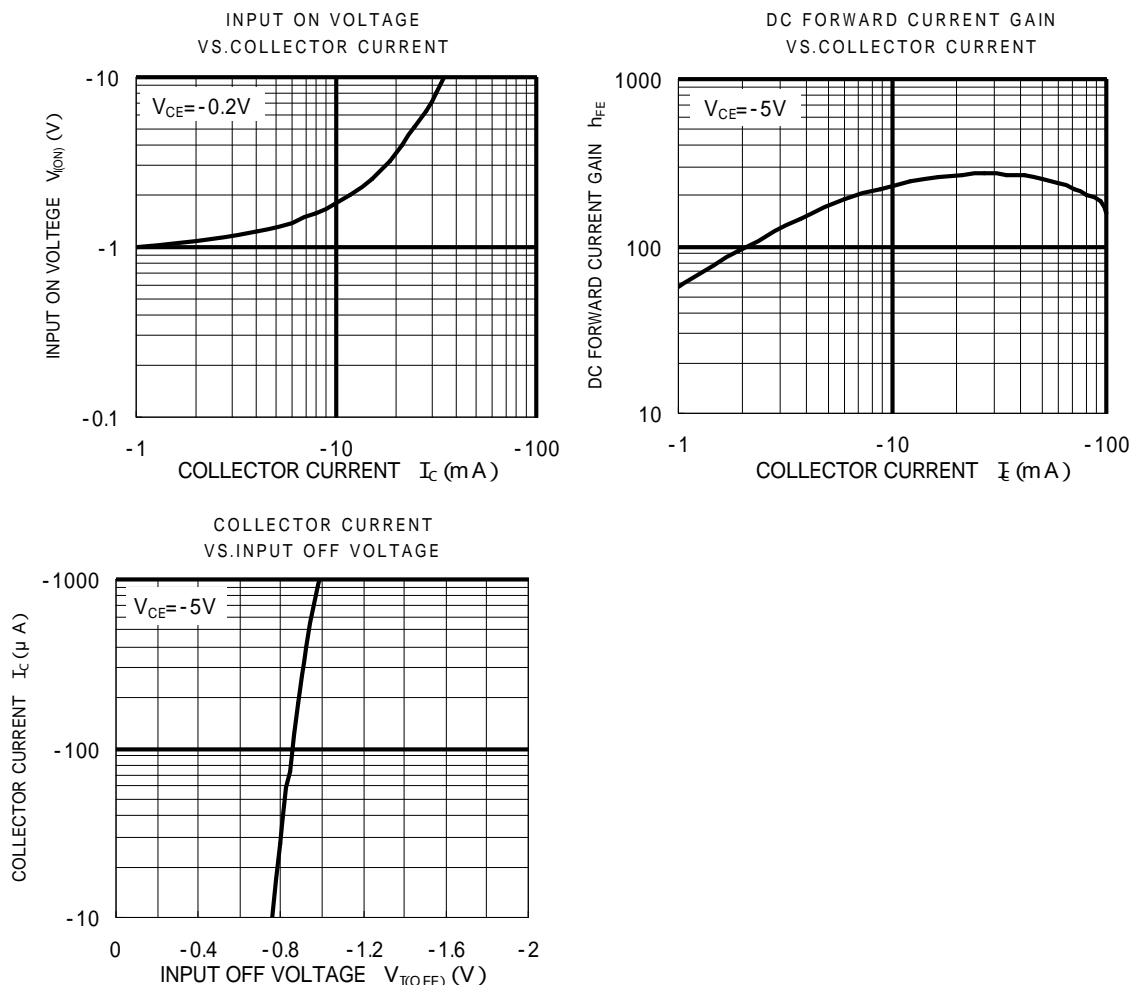 INPUT ON VOLTAGE
VS.COLLECTOR CURRENT
-10
-1
-0.1
VCE=-0.2V
INPUT ON VOLTEGE VI(ON) (V)
-1 -10 -100
COLLECTOR CURRENT IC (mA)
DC FORWARD CURRENT GAIN
VS.COLLECTOR CURRENT
1000
100
10
VCE=-5V
DC FORWARD CURRENT GAIN hFE
-1 -10 -100
COLLECTOR CURRENT IE (mA)
COLLECTOR CURRENT
VS.INPUT OFF VOLTAGE
-1000
-100
-10
VCE=-5V
COLLECTOR CURRENT IC (µ A)
0 -0.4 -0.8 -1.2 -1.6 -2
INPUT OFF VOLTAGE VI(OFF) (V)